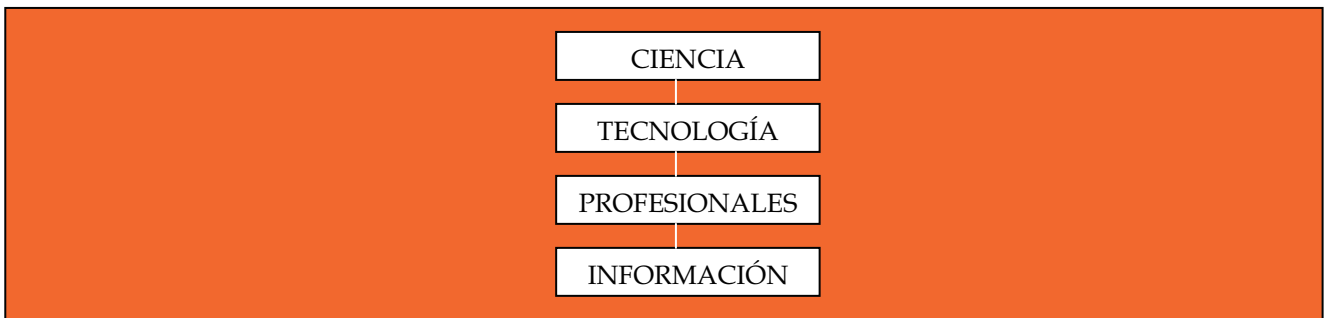 CIENCIA
TECNOLOGÍA
PROFESIONALES
INFORMACIÓN